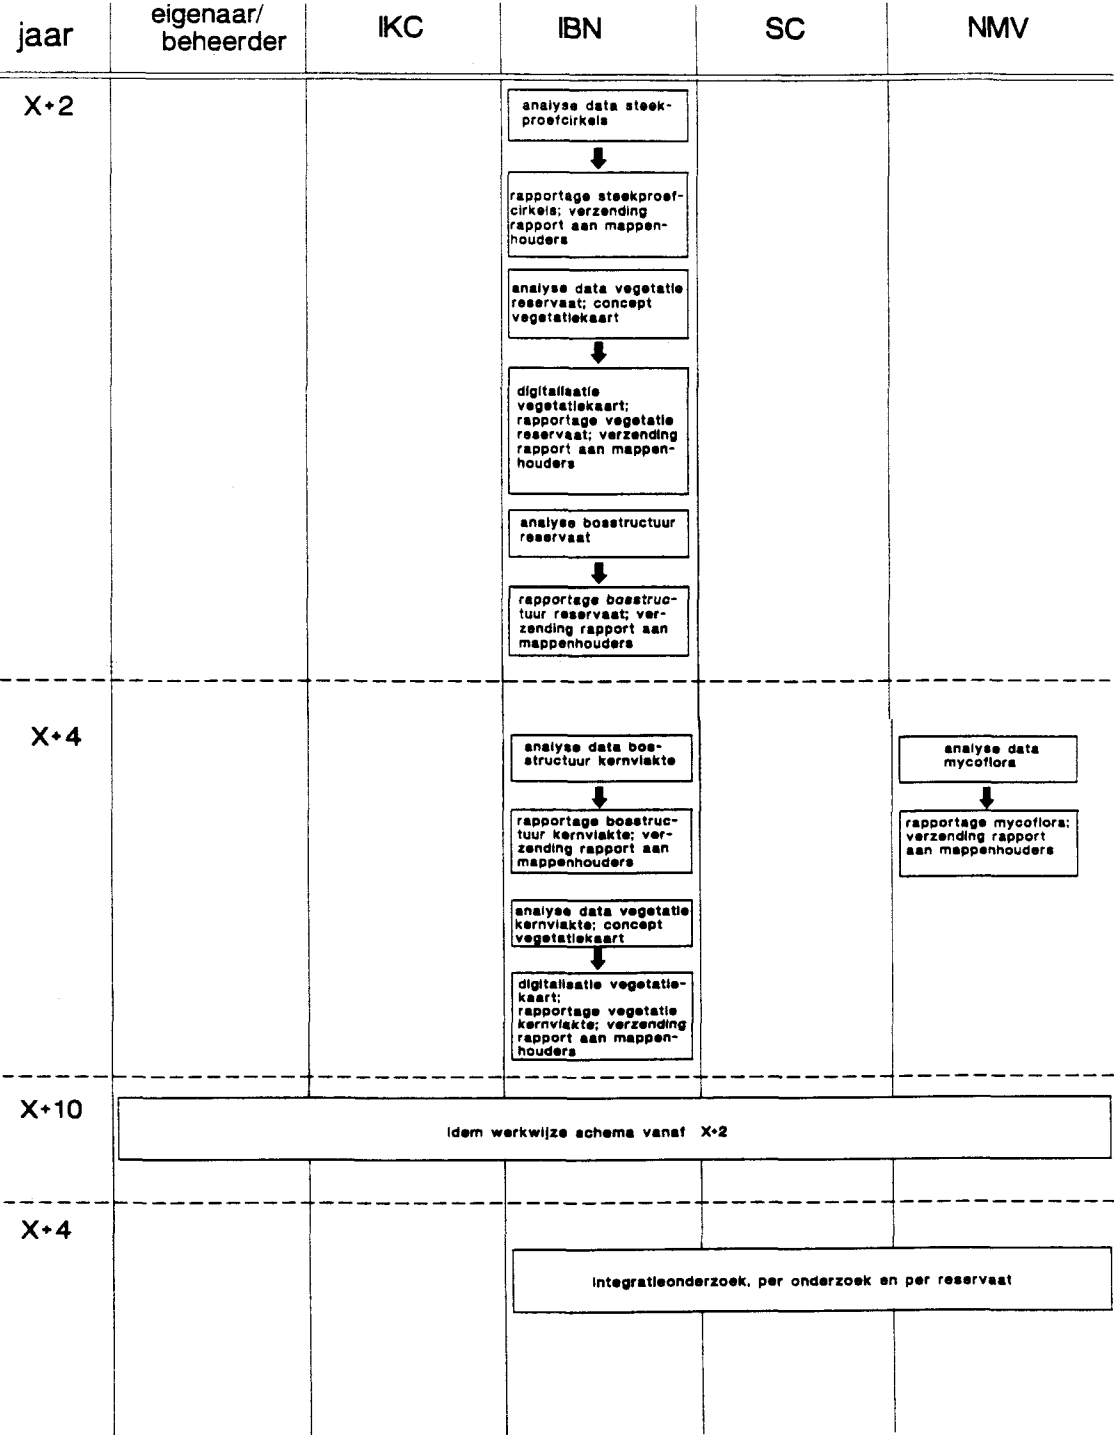 jaar
eigenaar/
beheerder
IKC
IBN
SC
NMV
X+2
analyse data steek-
proefcirkels
rapportage steekproef-
cirkels; verzending
rapport aan mappen-
houders
analyse data vegetatie
reservaat; concept
vegetatiekaart
digitalisatie
vegetatiekaart;
rapportage vegetatie
reservaat; verzending
rapport aan mappen-
houders
analyse bosstructuur
reservaat
rapportage bosstruc-
tuur reservaat; ver-
zending rapport aan
mappenhouders
X+4
analyse data bos-
structuur kernvlakte
rapportage bosstruc-
tuur kernvlakte; ver-
zending rapport aan
mappenhouders
analyse data vegetatie
kernvlakte; concept
vegetatiekaart
digitalisatie vegetatie-
kaart;
rapportage vegetatie
kernvlakte; verzending
rapport aan mappen-
houders
analyse data
mycoflora
rapportage mycoflora;
verzending rapport
aan mappenhouders
X+10
Idem werkwijze schema vanaf X+2
X+4
Integratieonderzoek, per onderzoek en per reservaat